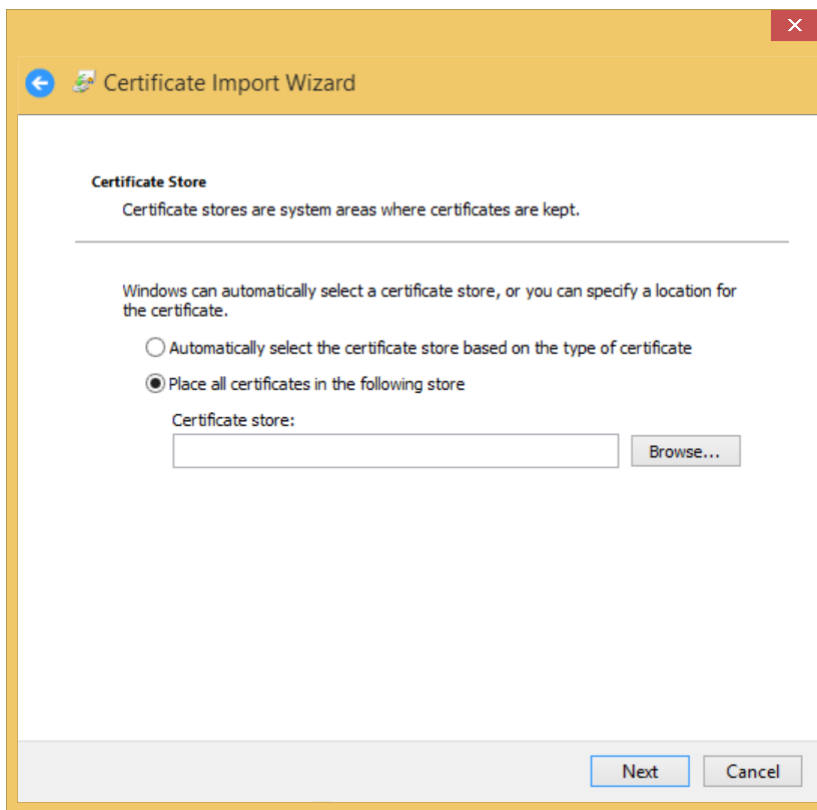 Certificate Import Wizard
Certificate Store
Certificate stores are system areas where certificates are kept.
Windows can automatically select a certificate store, or you can specify a location for
the certificate.
Automatically select the certificate store based on the type of certificate
Place all certificates in the following store
Certificate store:
Browse...
Next
Cancel